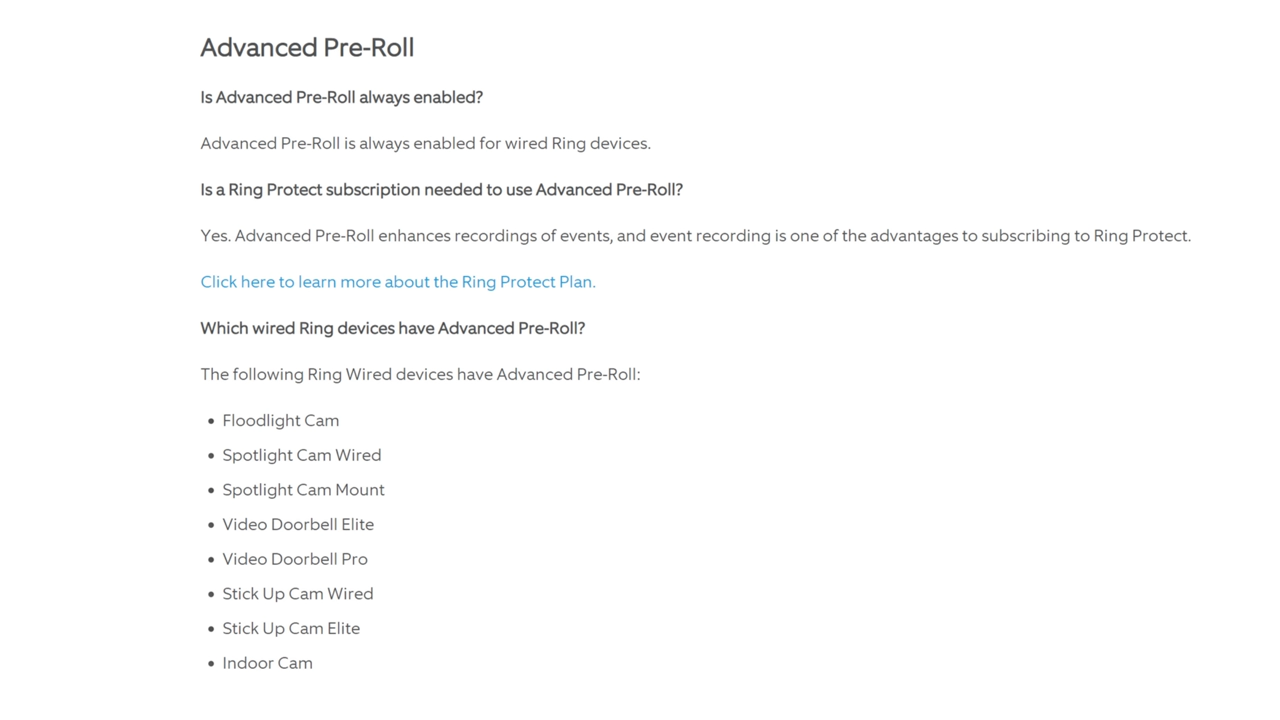 Advanced Pre-Roll
Is Advanced Pre-Roll always enabled?
Advanced Pre-Roll is always enabled for wired Ring devices.
Is a Ring Protect subscription needed to use Advanced Pre-Roll?
Yes. Advanced Pre-Roll enhances recordings of events, and event recording is one of the advantages to subscribing to Ring Protect.
Click here to learn more about the Ring Protect Plan.
Which wired Ring devices have Advanced Pre-Roll?
The following Ring Wired devices have Advanced Pre-Roll:
• Floodlight Cam
• Spotlight Cam Wired
• Spotlight Cam Mount
• Video Doorbell Elite
• Video Doorbell Pro
• Stick Up Cam Wired
• Stick Up Cam Elite
• Indoor Cam